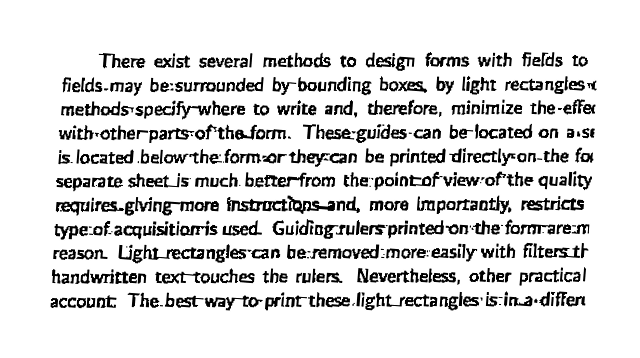 There exist several methods to design forms with fields to
fields may be surrounded by bounding boxes, by light rectangles
methods specify where to write and, therefore, minimize the effec
with other parts of the form. These guides can be located on a s
is located below the form or they can be printed directly on the fo
separate sheet is much better from the point of view of the quality
requires giving more instructions and, more importantly, restricts
type of acquisition is used. Guiding rulers printed on the form are m
reason. Light rectangles can be removed more easily with filters th
handwritten text touches the rulers. Nevertheless, other practical
account: The best way to print these light rectangles is in a differi